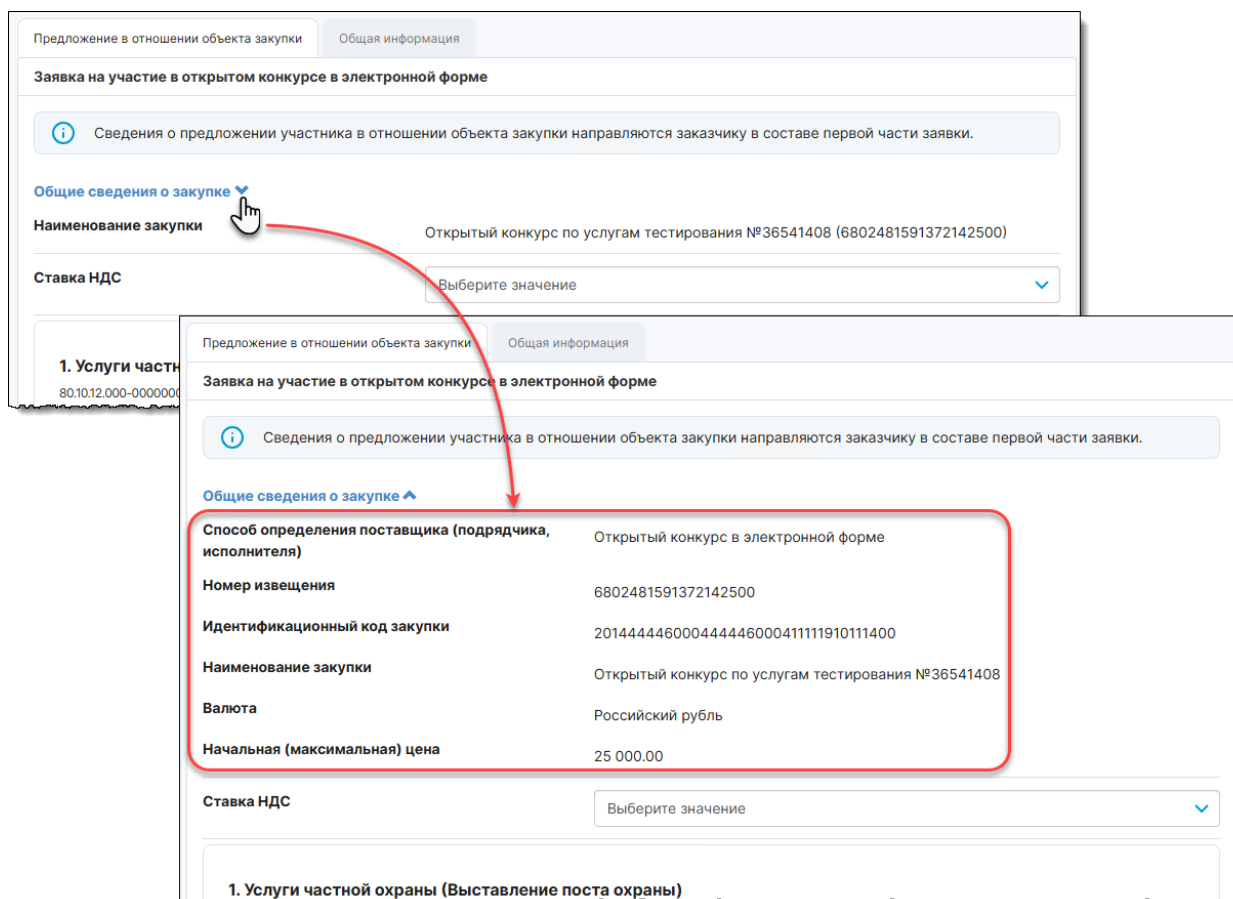 Предложение в отношении объекта закупки
Общая информация
Заявка на участие в открытом конкурсе в электронной форме
Сведения о предложении участника в отношении объекта закупки направляются заказчику в составе первой части заявки.
Общие сведения о закупке
Наименование закупки
Открытый конкурс по услугам тестирования №36541408 (6802481591372142500)
Ставка НДС
Выберите значение
1. Услуги частн
80.10.12.000-0000000
Предложение в отношении объекта закупки
Общая информация
Заявка на участие в открытом конкурсе в электронной форме
Сведения о предложении участника в отношении объекта закупки направляются заказчику в составе первой части заявки.
Общие сведения о закупке
Способ определения поставщика (подрядчика,
исполнителя)
Открытый конкурс в электронной форме
Номер извещения
6802481591372142500
Идентификационный код закупки
201444446000444446000411111910111400
Наименование закупки
Открытый конкурс по услугам тестирования №36541408
Валюта
Российский рубль
Начальная (максимальная) цена
25 000.00
Ставка НДС
Выберите значение
1. Услуги частной охраны (Выставление поста охраны)